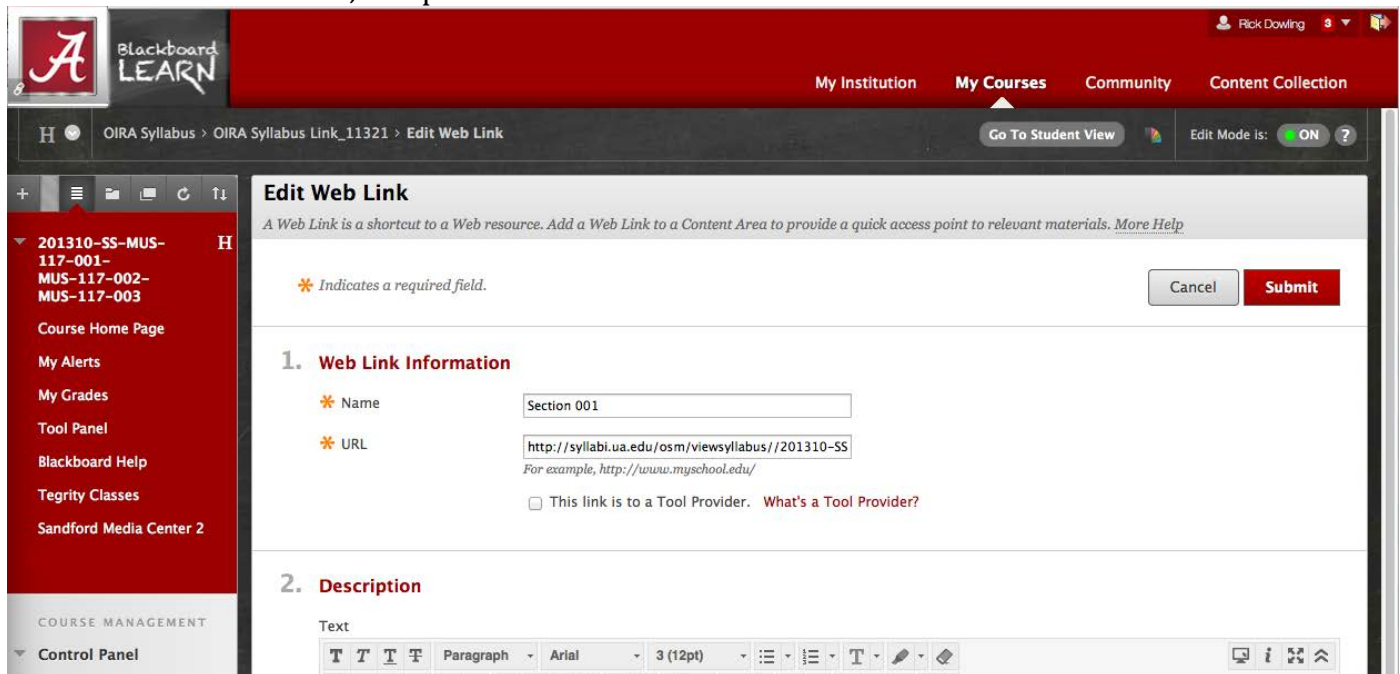 A
Blackboard
LEARN
Rick Dowling 3
My Institution My Courses Community Content Collection
H OIRA Syllabus > OIRA Syllabus Link_11321 > Edit Web Link
Go To Student View Edit Mode is: ON ?
Edit Web Link
A Web Link is a shortcut to a Web resource. Add a Web Link to a Content Area to provide a quick access point to relevant materials. More Help
201310-SS-MUS- H
117-001-
MUS-117-002-
MUS-117-003
Course Home Page
My Alerts
My Grades
Tool Panel
Blackboard Help
Tegrity Classes
Sandford Media Center 2
COURSE MANAGEMENT
Control Panel
* Indicates a required field.
Cancel Submit
1. Web Link Information
* Name Section 001
* URL http://syllabi.ua.edu/osm/viewsyllabus//201310-SS
For example, http://www.myschool.edu/
This link is to a Tool Provider. What's a Tool Provider?
2. Description
Text
T T T T Paragraph Arial 3 (12pt) T i